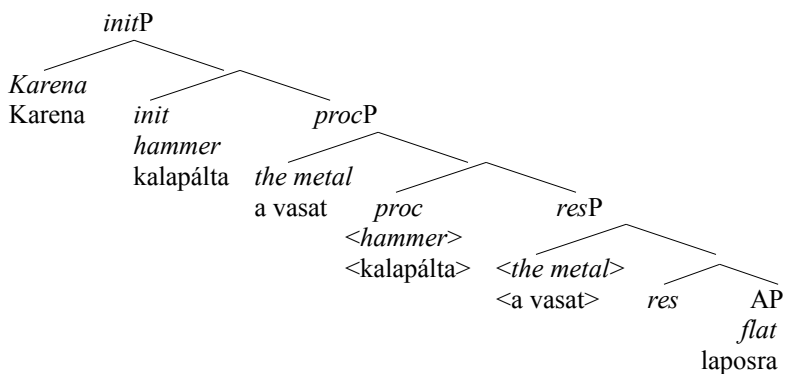 initP
Karena
Karena
init
hammer
kalapálta
procP
the metal
a vasat
proc
<hammer>
<kalapálta>
resP
<the metal>
<a vasat>
res
AP
flat
laposra